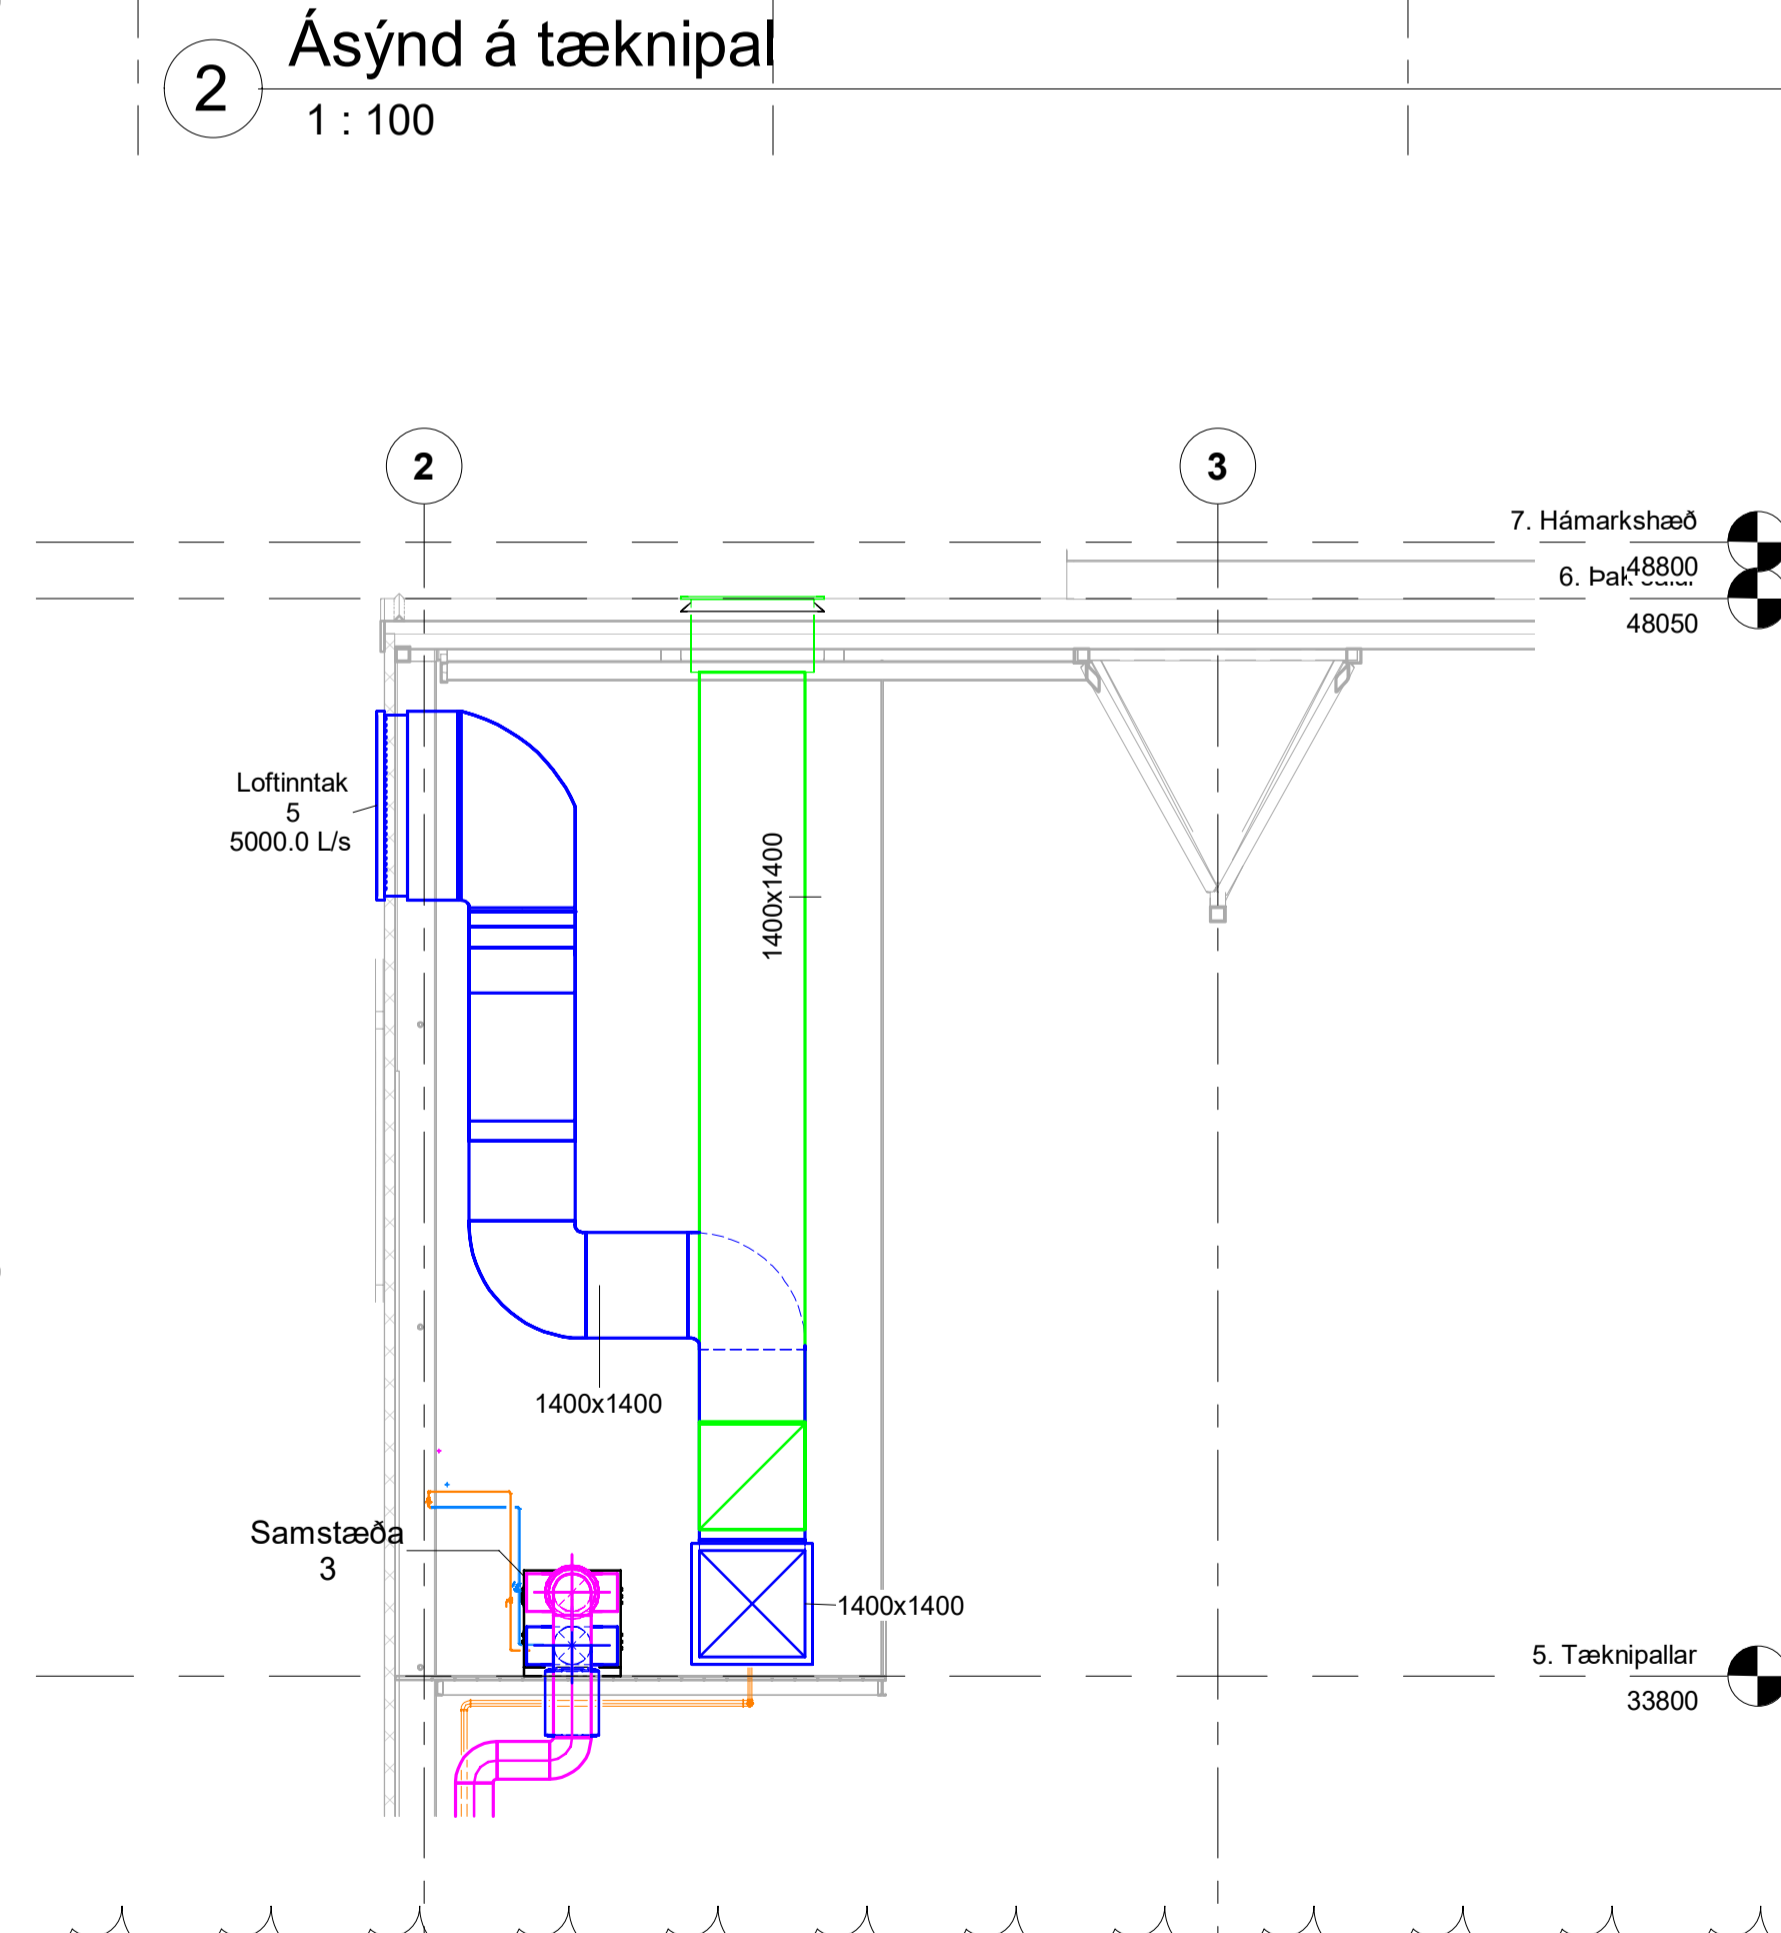 Ásýnd á tæknipal
2
1 : 100
2
3
7. Hámarkshæð
48800
6. Þak
48050
Loftinntak
5
5000.0 L/s
1400x1400
1400x1400
Samstæða
3
1400x1400
5. Tæknipallar
33800